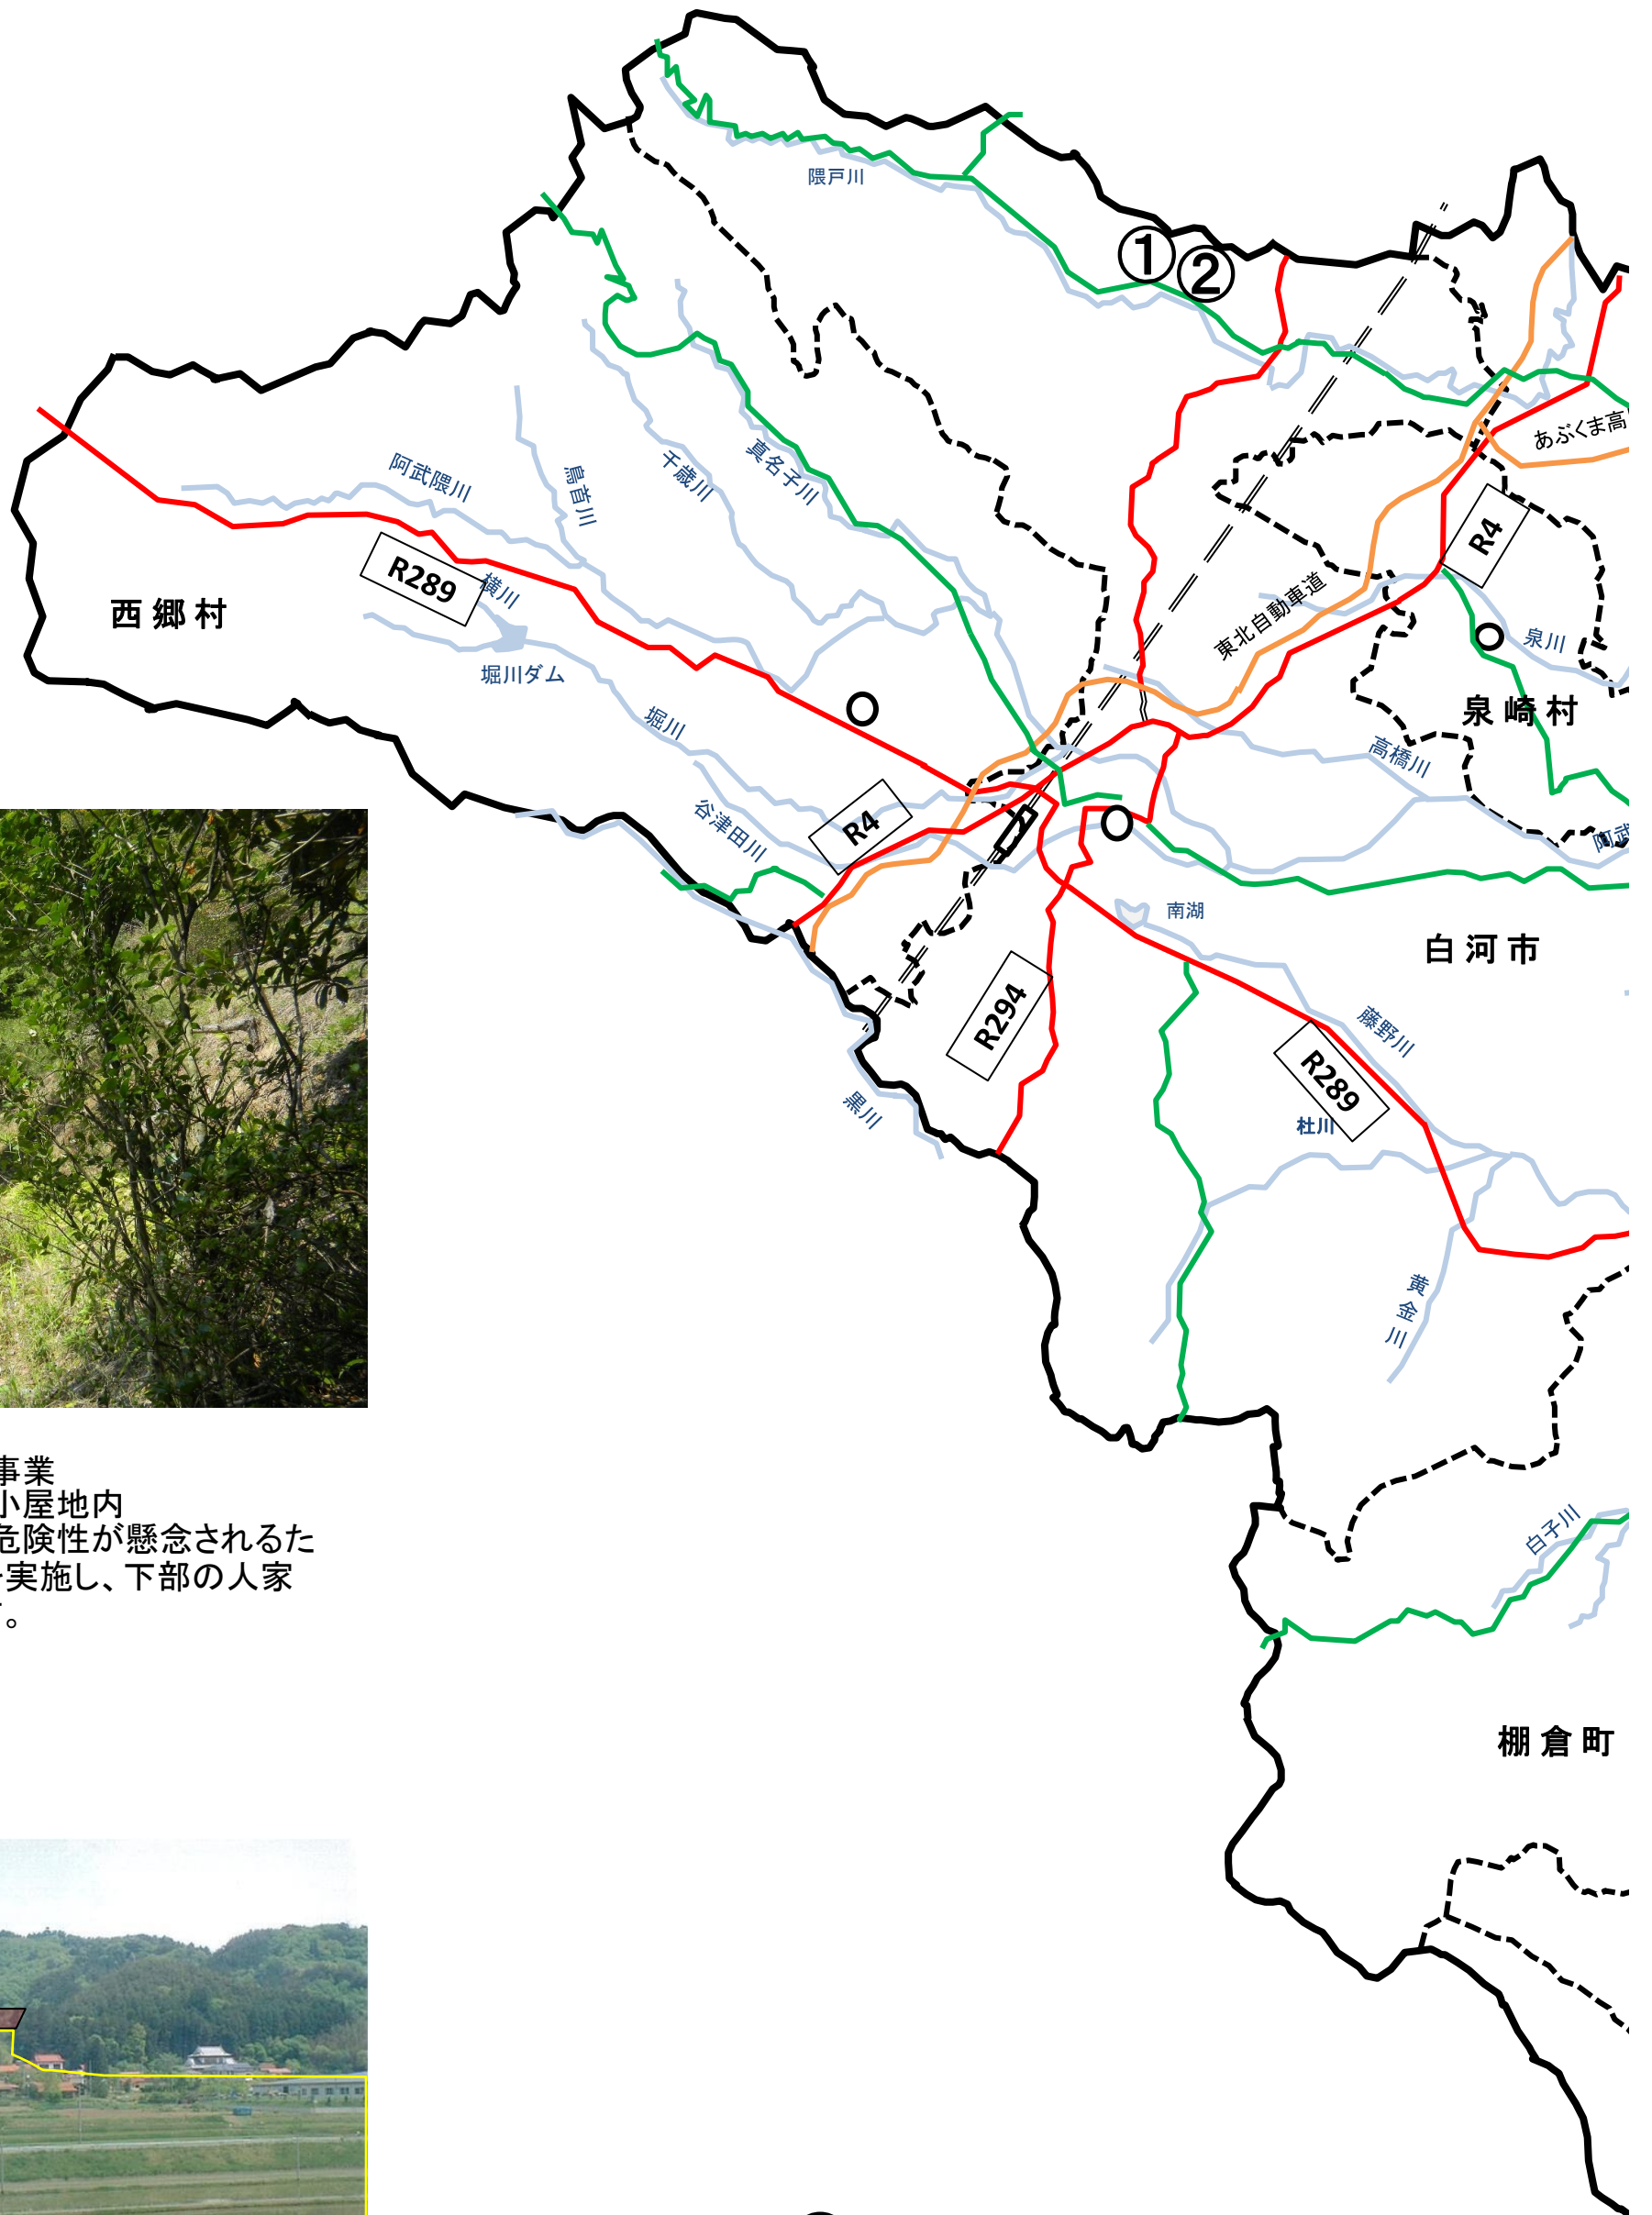 隈戸川
①
②
あぶくま高
阿武隈川
鳥首川
千歳川
真名子川
R4
R289
横川
西郷村
東北自動車道
泉川
堀川ダム
堀川
泉崎村
高橋川
谷津田川
R4
阿武
南湖
白河市
R294
藤野川
R289
黒川
杜川
黄金川
事業
小屋地内
危険性が懸念されるた
実施し、下部の人家
。
白子川
棚倉町